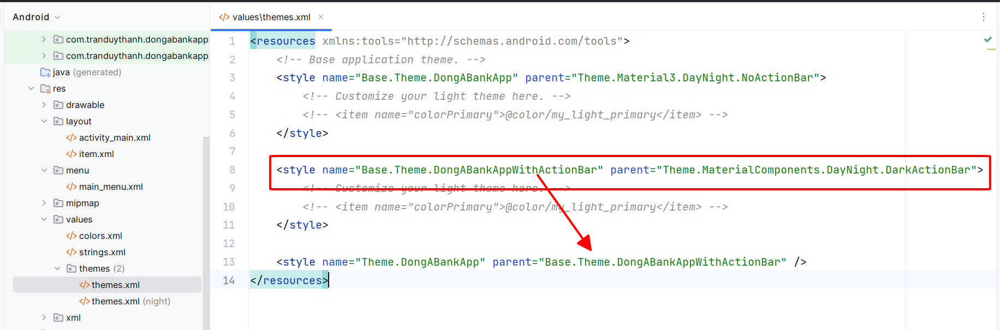 Android
com.tranduythanh.dongabankapp
com.tranduythanh.dongabankapp
java (generated)
res
drawable
layout
activity_main.xml
item.xml
menu
main_menu.xml
mipmap
values
colors.xml
strings.xml
themes (2)
themes.xml
themes.xml (night)
xml
values\themes.xml
1 <resources xmlns:tools="http://schemas.android.com/tools">
2 <!-- Base application theme. -->
3 <style name="Base.Theme.DongABankApp" parent="Theme.Material3.DayNight.NoActionBar">
4 <!-- Customize your light theme here. -->
5 <!-- <item name="colorPrimary">@color/my_light_primary</item> -->
6 </style>
7
8 <style name="Base.Theme.DongABankAppWithActionBar" parent="Theme.MaterialComponents.DayNight.DarkActionBar">
9 <!-- Customize your light theme here. -->
10 <!-- <item name="colorPrimary">@color/my_light_primary</item> -->
11 </style>
12
13 <style name="Theme.DongABankApp" parent="Base.Theme.DongABankAppWithActionBar" />
14 </resources>